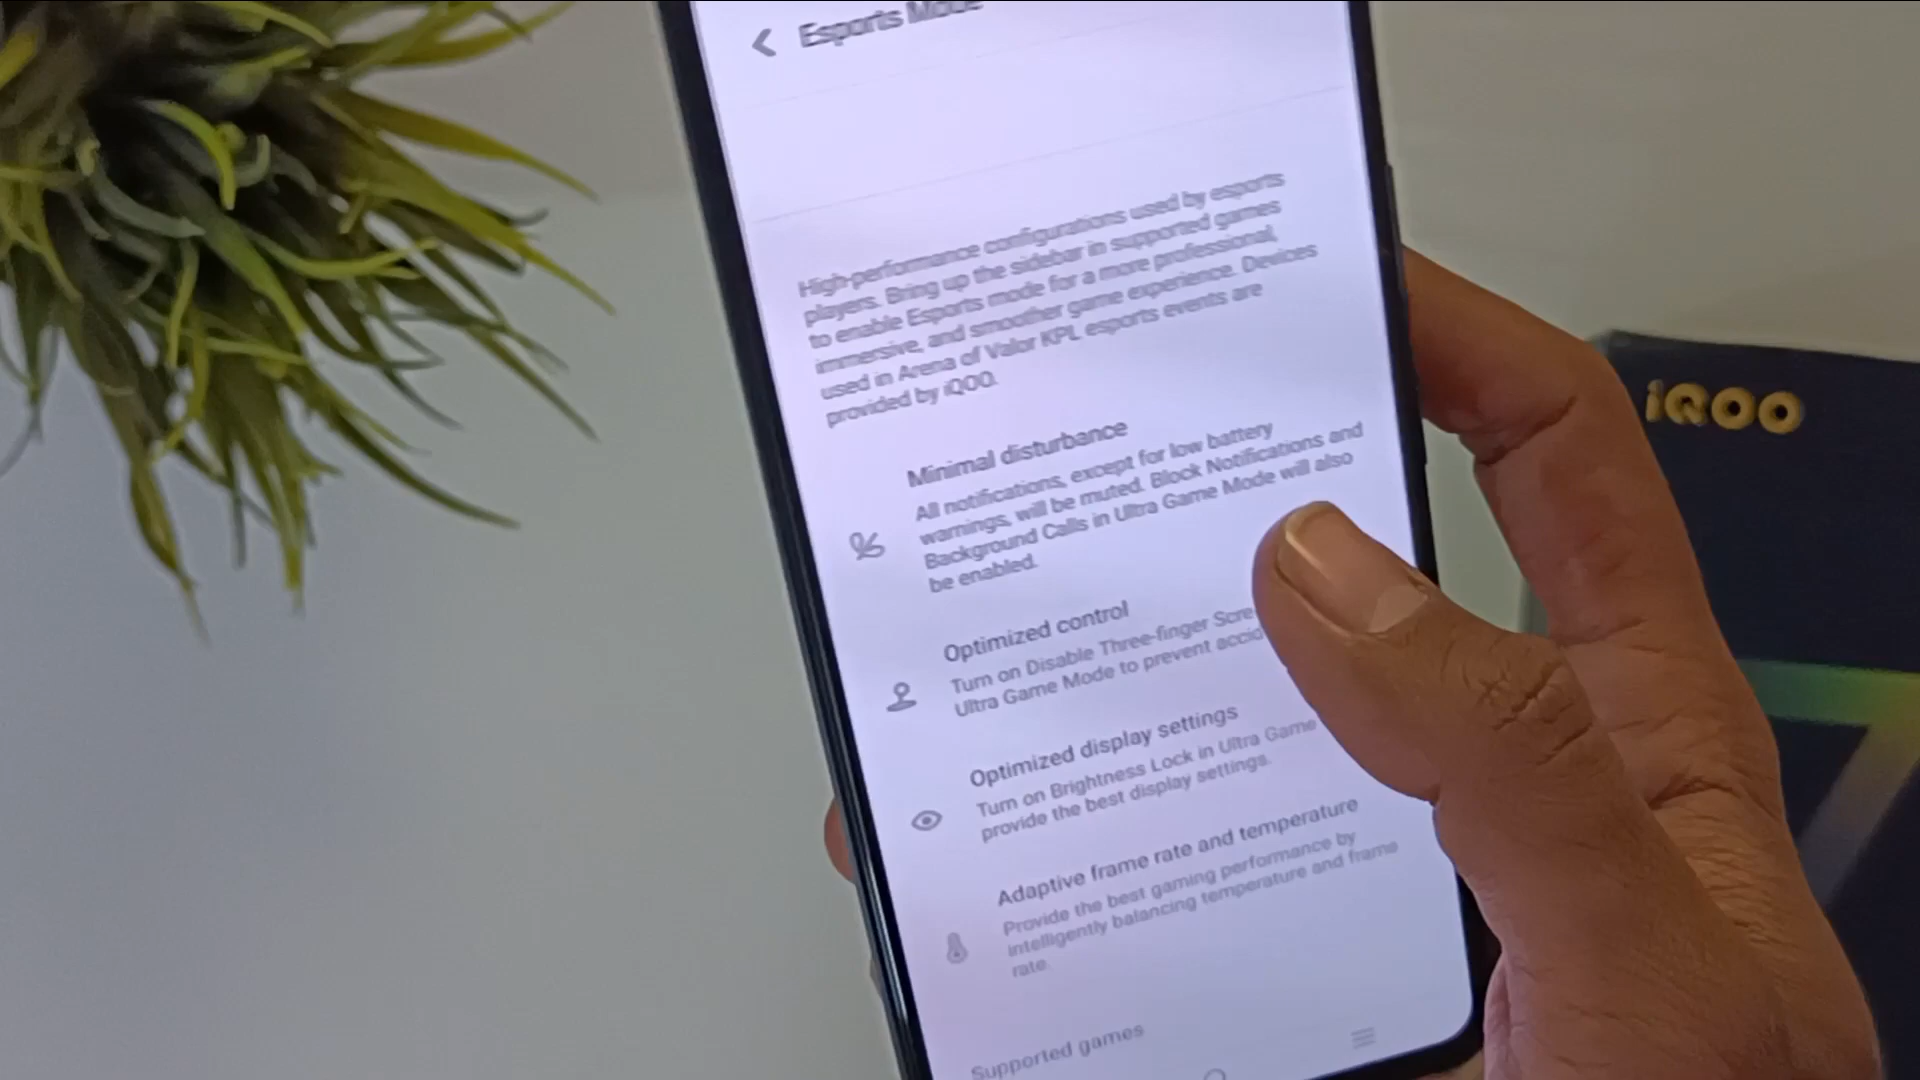 Esports Mode
High-performance configurations used by esports
players. Bring up the sidebar in supported games
to enable Esports mode for a more professional,
immersive, and smoother game experience. Devices
used in Arena of Valor KPL esports events are
provided by iQOO.
Minimal disturbance
All notifications, except for low battery
warnings, will be muted. Block Notifications and
Background Calls in Ultra Game Mode will also
be enabled.
Optimized control
Turn on Disable Three-finger
Ultra Game Mode to prevent
Optimized display settings
Turn on Brightness Lock in Ultra Game
provide the best display settings.
Adaptive frame rate and temperature
Provide the best gaming performance by
intelligently balancing temperature and frame
rate.
Supported games
iQOO